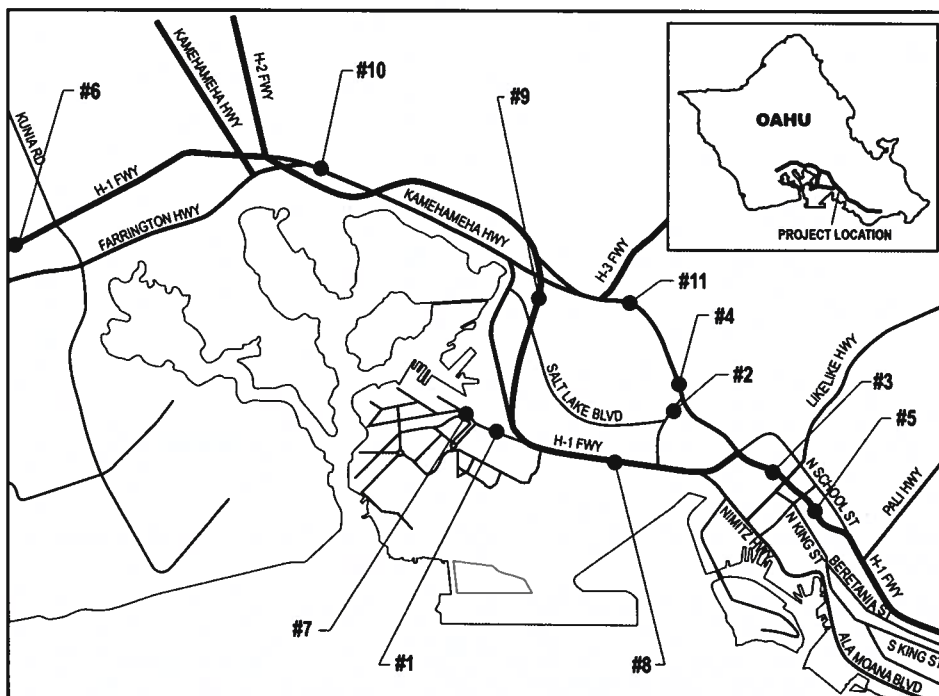 KAMEHAMEHA HWY
H-2 FWY
#10
#9
#6
KUNIA RD
H-1 FWY
FARRINGTON HWY
KAMEHAMEHA HWY
OAHU
PROJECT LOCATION
H-3 FWY
#11
#4
#2
LIKELIKE HWY
#3
#5
SALT LAKE BLVD
H-1 FWY
N SCHOOL ST
PALI HWY
NIMITZ HWY
N KING ST
BERETANIA ST
H-1 FWY
S KING ST
ALA MOANA BLVD
#7
#1
#8